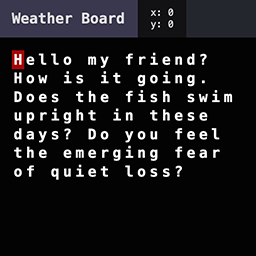 Weather Board
x: 0
y: 0
Hello my friend?
How is it going.
Does the fish swim
upright in these
days? Do you feel
the emerging fear
of quiet loss?